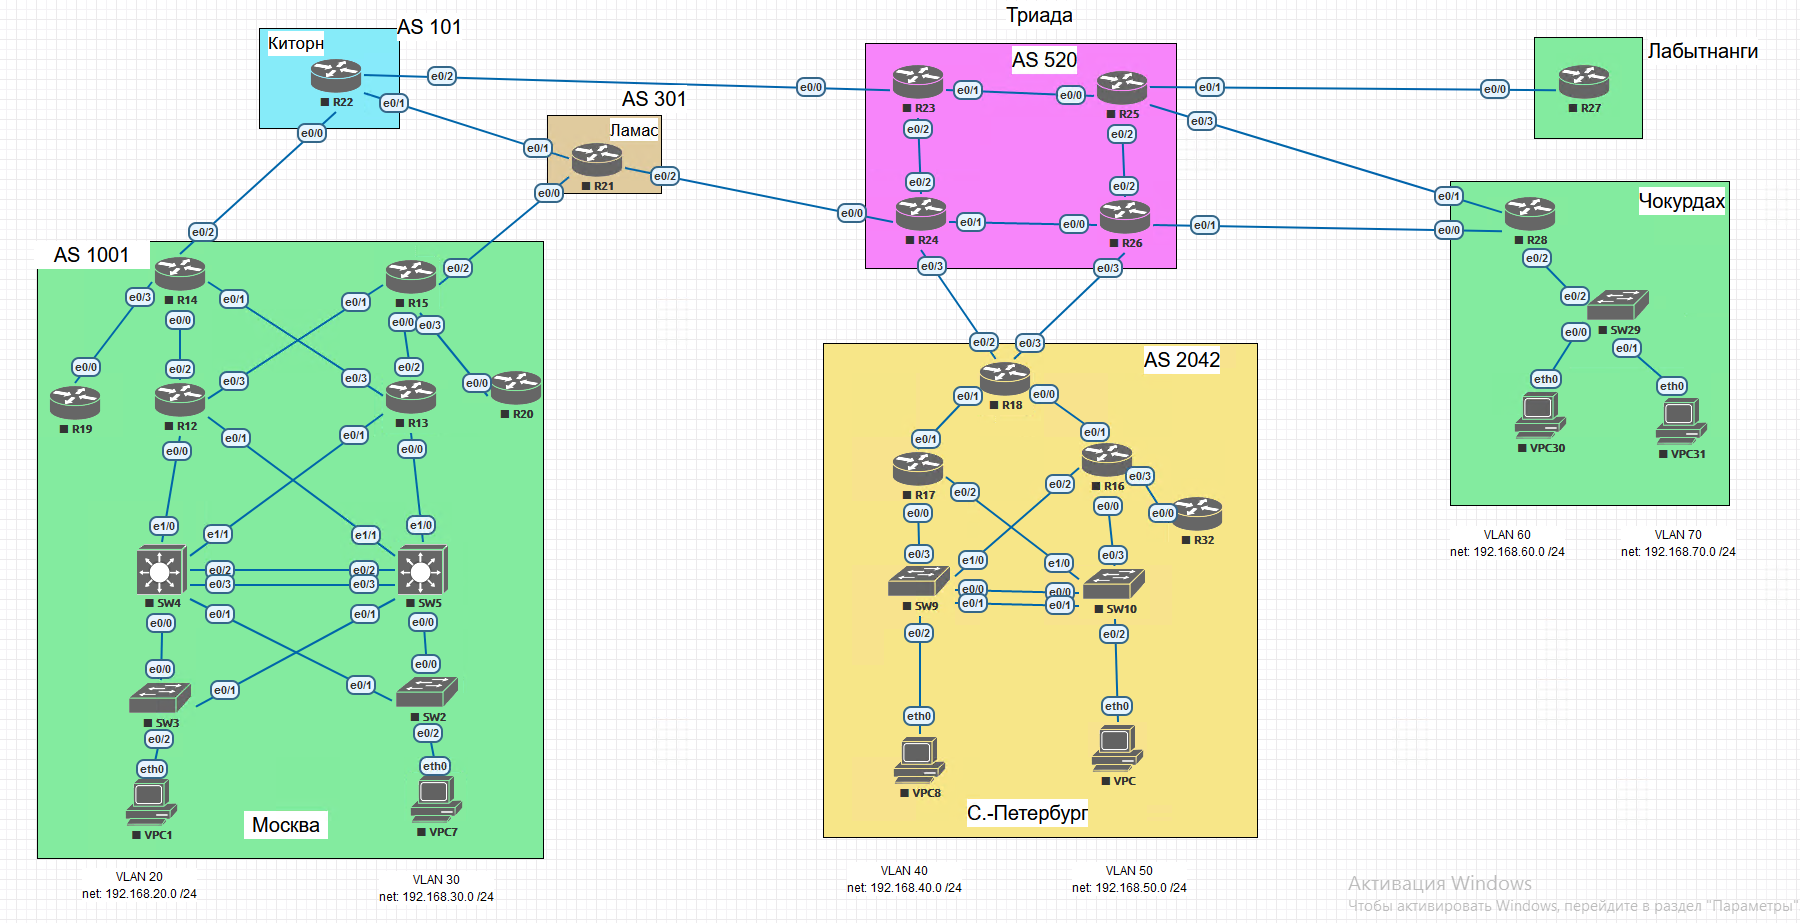 Триада
AS 101
Киторн
R22
e0/2
e0/1
e0/0
AS 301
Ламас
R21
e0/1
e0/0
e0/2
AS 520
R23
e0/0
e0/1
e0/2
R25
e0/0
e0/1
e0/3
e0/2
R24
e0/2
e0/0
e0/1
e0/3
R26
e0/2
e0/0
e0/1
e0/3
Лабытнанги
R27
e0/0
Чокурдах
R28
e0/1
e0/0
e0/2
SW29
e0/2
e0/0
e0/1
eth0
eth0
VPC30
VPC31
VLAN 60
net: 192.168.60.0 /24
VLAN 70
net: 192.168.70.0 /24
AS 1001
R14
e0/2
e0/3
e0/1
e0/0
R15
e0/2
e0/1
e0/0
e0/3
R19
e0/0
R12
e0/2
e0/3
e0/1
e0/0
R13
e0/2
e0/3
e0/1
e0/0
R20
e0/0
SW4
e1/0
e1/1
e0/2
e0/3
e0/1
e0/0
SW5
e1/0
e1/1
e0/2
e0/3
e0/1
e0/0
SW3
e0/0
e0/1
e0/2
SW2
e0/0
e0/1
e0/2
eth0
eth0
VPC1
VPC7
Москва
VLAN 20
net: 192.168.20.0 /24
VLAN 30
net: 192.168.30.0 /24
AS 2042
R18
e0/2
e0/3
e0/1
e0/0
R17
e0/1
e0/2
e0/0
R16
e0/1
e0/3
e0/2
e0/0
R32
e0/0
SW9
e0/3
e1/0
e0/0
e0/1
e0/2
SW10
e0/3
e1/0
e0/0
e0/1
e0/2
eth0
eth0
VPC8
VPC
С.-Петербург
VLAN 40
net: 192.168.40.0 /24
VLAN 50
net: 192.168.50.0 /24
Активация Windows
Чтобы активировать Windows, перейдите в раздел "Параметры"